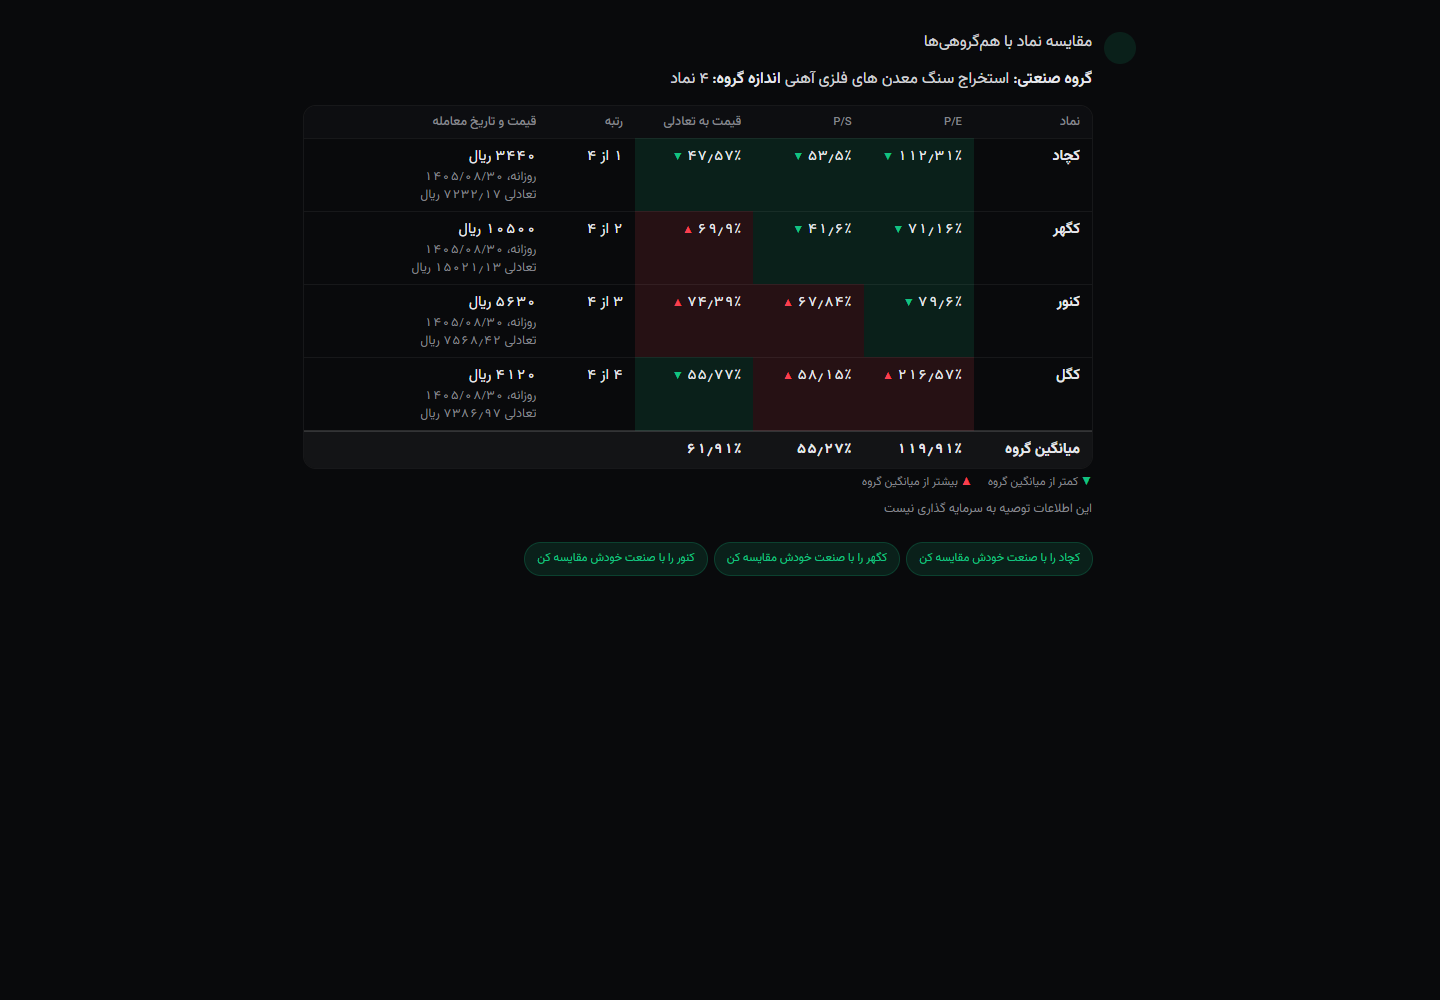 مقایسه نماد با هم‌گروهی‌ها
گروه صنعتی: استخراج سنگ معدن های فلزی آهنی اندازه گروه: ۴ نماد
نماد P/E P/S قیمت به تعادلی رتبه قیمت و تاریخ معامله
کچاد ۱۱۲٫۳۱٪ ▼ ۵۳٫۵٪ ▼ ۴۷٫۵۷٪ ▼ ۱ از ۴ ۳۴۴۰ ریال
روزانه، ۱۴۰۵/۰۸/۳۰
تعادلی ۷۲۳۲٫۱۷ ریال
کگهر ۷۱٫۱۶٪ ▼ ۴۱٫۶٪ ▼ ۶۹٫۹٪ ▲ ۲ از ۴ ۱۰۵۰۰ ریال
روزانه، ۱۴۰۵/۰۸/۳۰
تعادلی ۱۵۰۲۱٫۱۳ ریال
کنور ۷۹٫۶٪ ▼ ۶۷٫۸۴٪ ▲ ۷۴٫۳۹٪ ▲ ۳ از ۴ ۵۶۳۰ ریال
روزانه، ۱۴۰۵/۰۸/۳۰
تعادلی ۷۵۶۸٫۴۲ ریال
کگل ۲۱۶٫۵۷٪ ▲ ۵۸٫۱۵٪ ▲ ۵۵٫۷۷٪ ▼ ۴ از ۴ ۴۱۲۰ ریال
روزانه، ۱۴۰۵/۰۸/۳۰
تعادلی ۷۳۸۶٫۹۷ ریال
میانگین گروه ۱۱۹٫۹۱٪ ۵۵٫۲۷٪ ۶۱٫۹۱٪
▼ کمتر از میانگین گروه ▲ بیشتر از میانگین گروه
این اطلاعات توصیه به سرمایه گذاری نیست
کچاد را با صنعت خودش مقایسه کن
کگهر را با صنعت خودش مقایسه کن
کنور را با صنعت خودش مقایسه کن